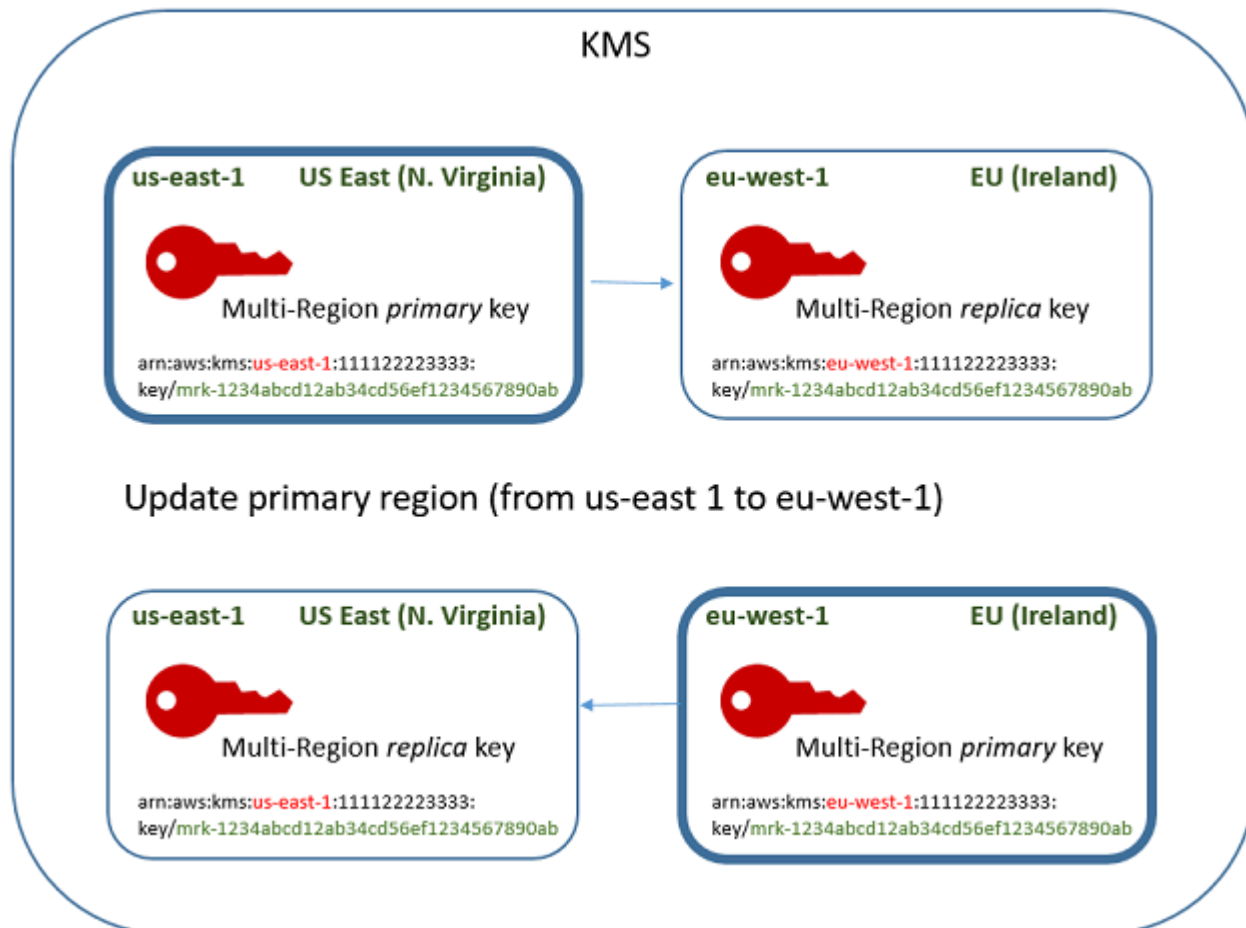 KMS
us-east-1 US East (N. Virginia)
Multi-Region primary key
arn:aws:kms:us-east-1:111122223333:
key/mrk-1234abcd12ab34cd56ef1234567890ab
eu-west-1 EU (Ireland)
Multi-Region replica key
arn:aws:kms:eu-west-1:111122223333:
key/mrk-1234abcd12ab34cd56ef1234567890ab
Update primary region (from us-east 1 to eu-west-1)
us-east-1 US East (N. Virginia)
Multi-Region replica key
arn:aws:kms:us-east-1:111122223333:
key/mrk-1234abcd12ab34cd56ef1234567890ab
eu-west-1 EU (Ireland)
Multi-Region primary key
arn:aws:kms:eu-west-1:111122223333:
key/mrk-1234abcd12ab34cd56ef1234567890ab